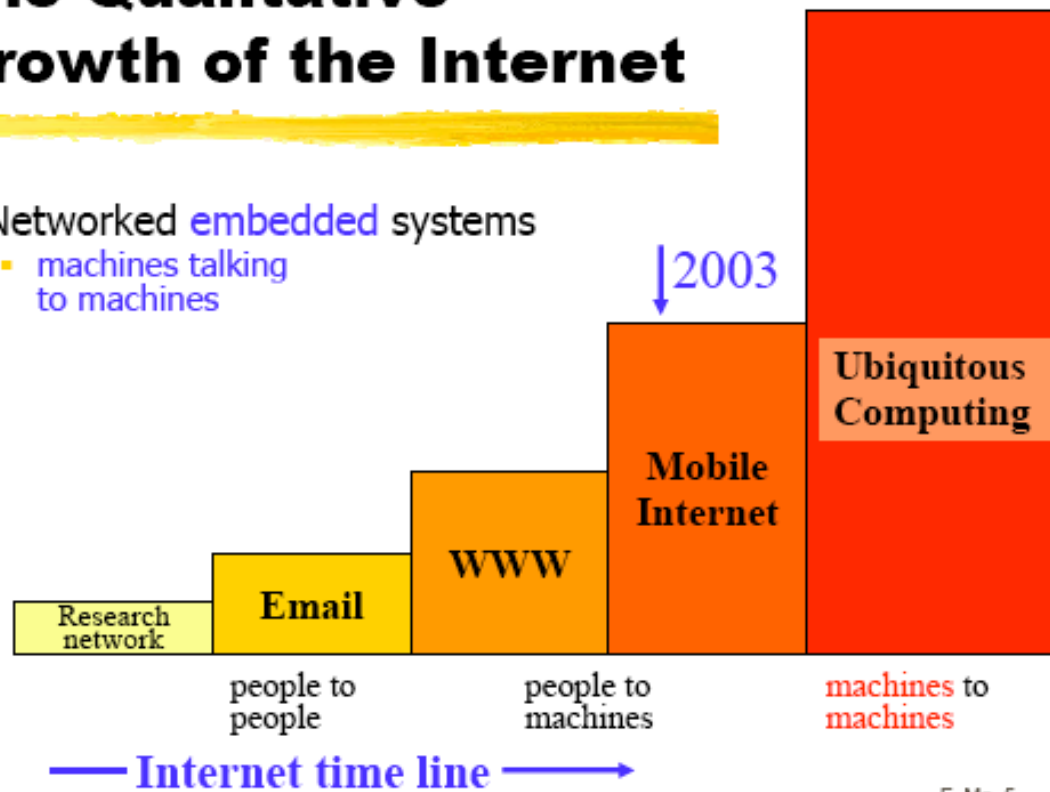 Qualitative
rowth of the Internet
Networked embedded systems
machines talking
to machines
2003
Ubiquitous
Computing
Mobile
Internet
WWW
Email
Research
network
people to
people
people to
machines
machines to
machines
Internet time line